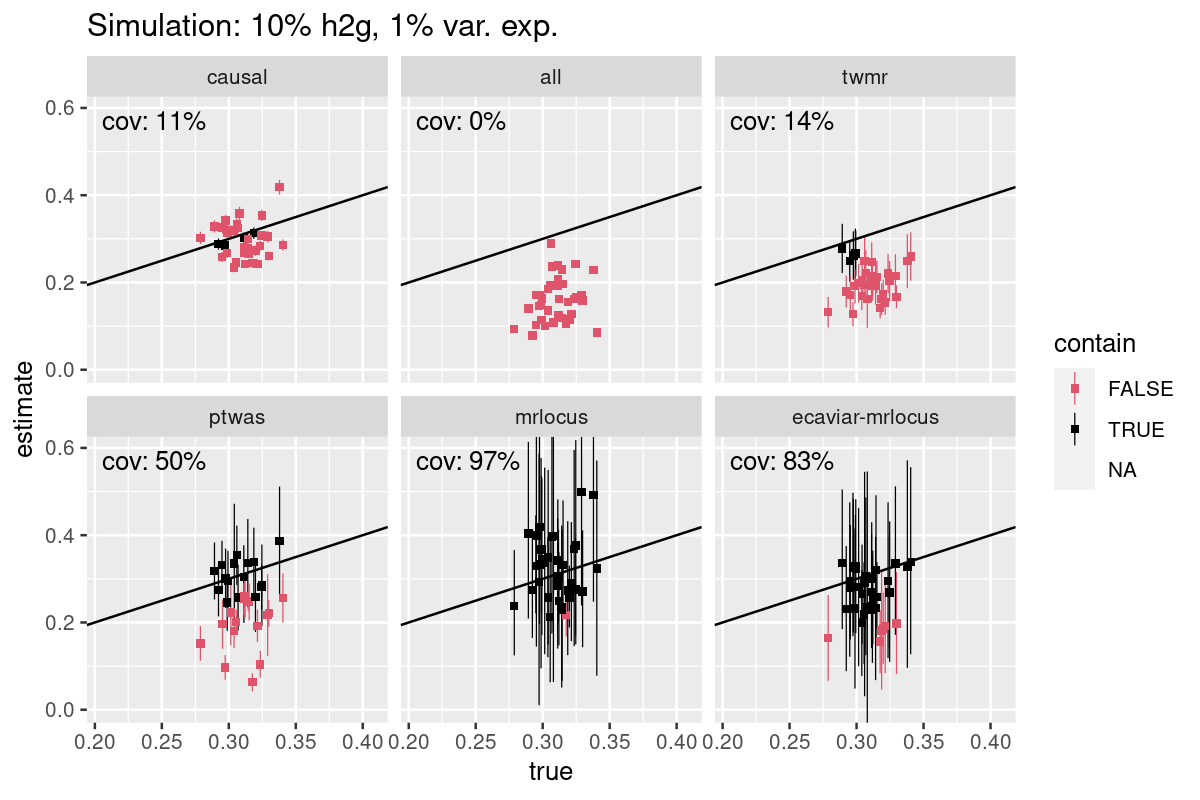 Simulation: 10% h2g, 1% var. exp.
causal all twmr
0.6
cov: 11% cov: 0% cov: 14%
0.4
0.2
0.0
ptwas mrlocus ecaviar-mrlocus
0.6
cov: 50% cov: 97% cov: 83%
0.4
0.2
0.0
0.20 0.25 0.30 0.35 0.40 0.20 0.25 0.30 0.35 0.40 0.20 0.25 0.30 0.35 0.40
true
estimate
contain
FALSE
TRUE
NA